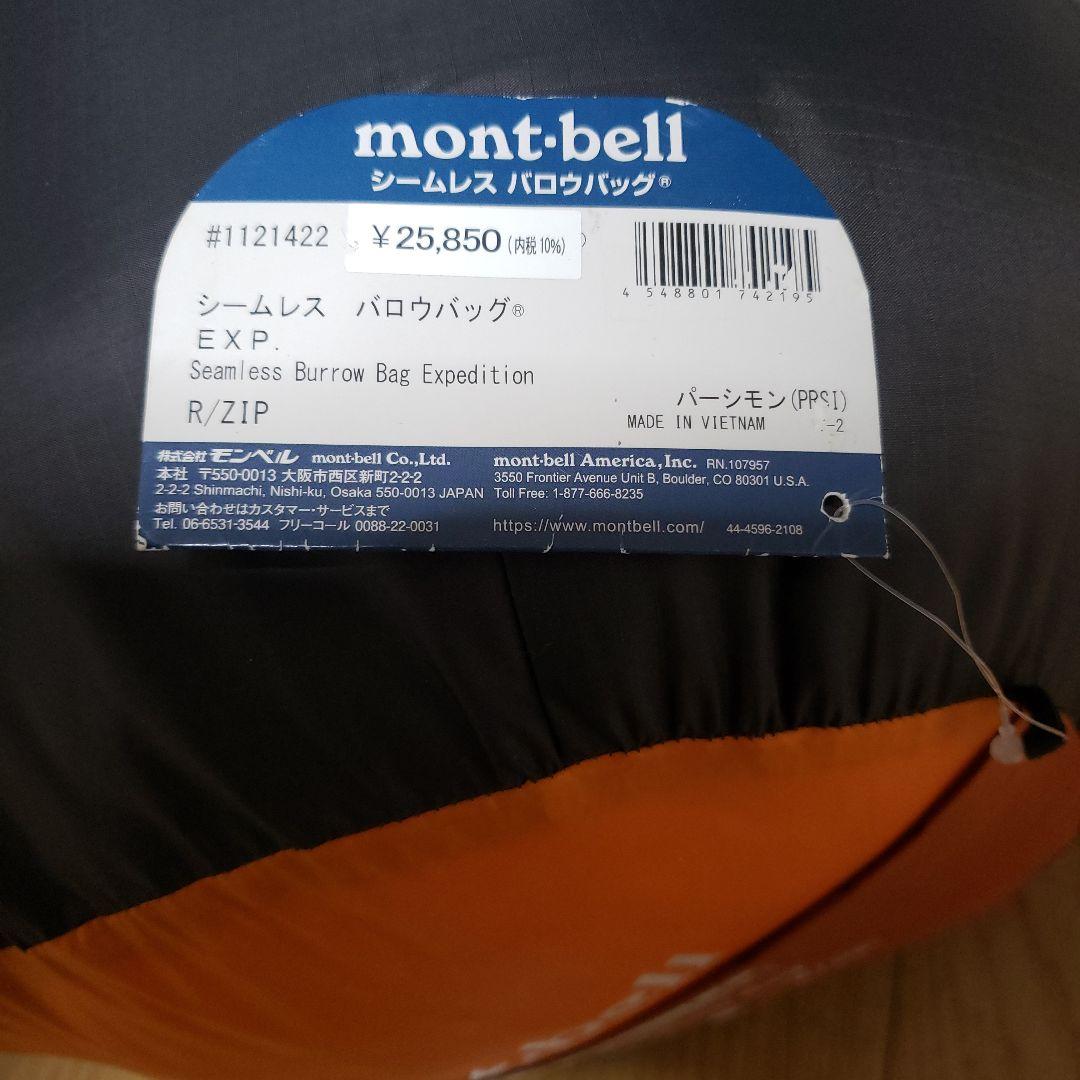 mont·bell
シームレス バロウバッグ®
#1121422 ¥25,850 (内税10%)
4 548801 742195
シームレス バロウバッグ®
EXP.
Seamless Burrow Bag Expedition
R/ZIP
パーシモン(PRSI)
MADE IN VIETNAM -2
株式会社 モンベル mont-bell Co.,Ltd.
本社 〒550-0013 大阪市西区新町2-2-2
2-2-2 Shinmachi, Nishi-ku, Osaka 550-0013 JAPAN
お問い合わせはカスタマー・サービスまで
Tel. 06-6531-3544 フリーコール 0088-22-0031
mont-bell America,Inc. RN.107957
3550 Frontier Avenue Unit B, Boulder, CO 80301 U.S.A.
Toll Free: 1-877-666-8235
https://www.montbell.com/ 44-4596-2108